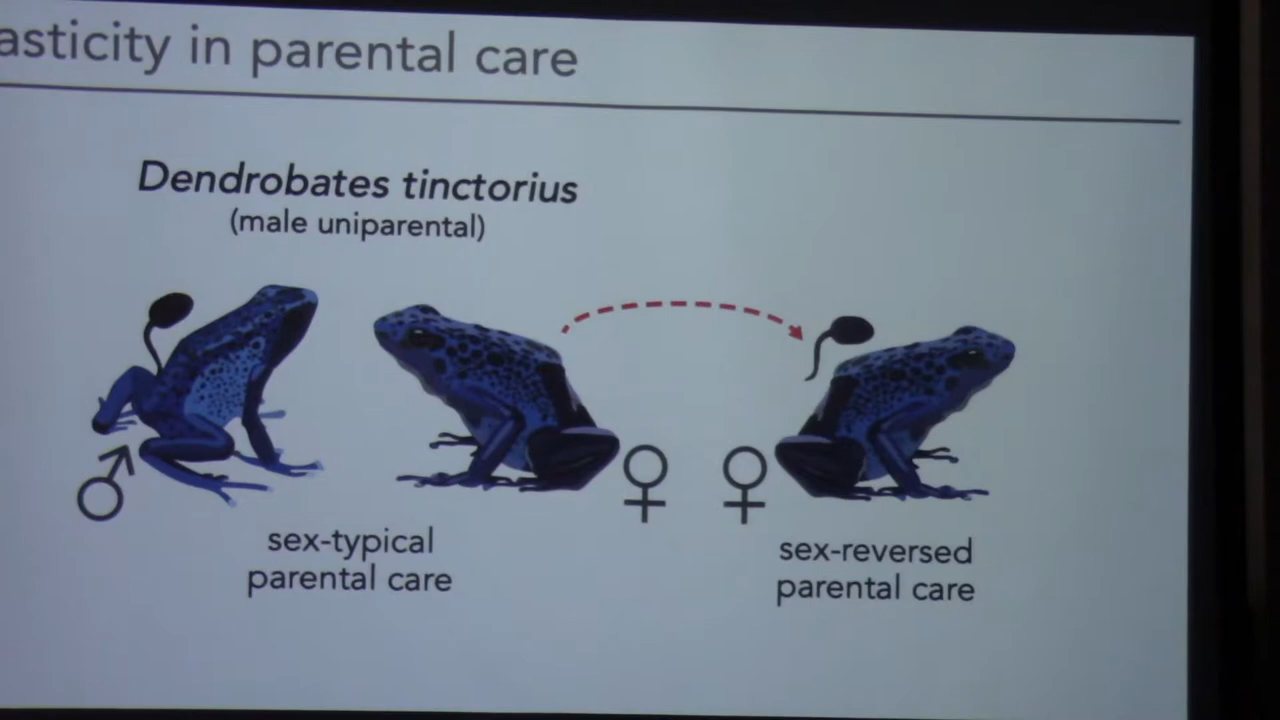 asticity in parental care
Dendrobates tinctorius
(male uniparental)
♂
♀
♀
sex-typical
parental care
sex-reversed
parental care